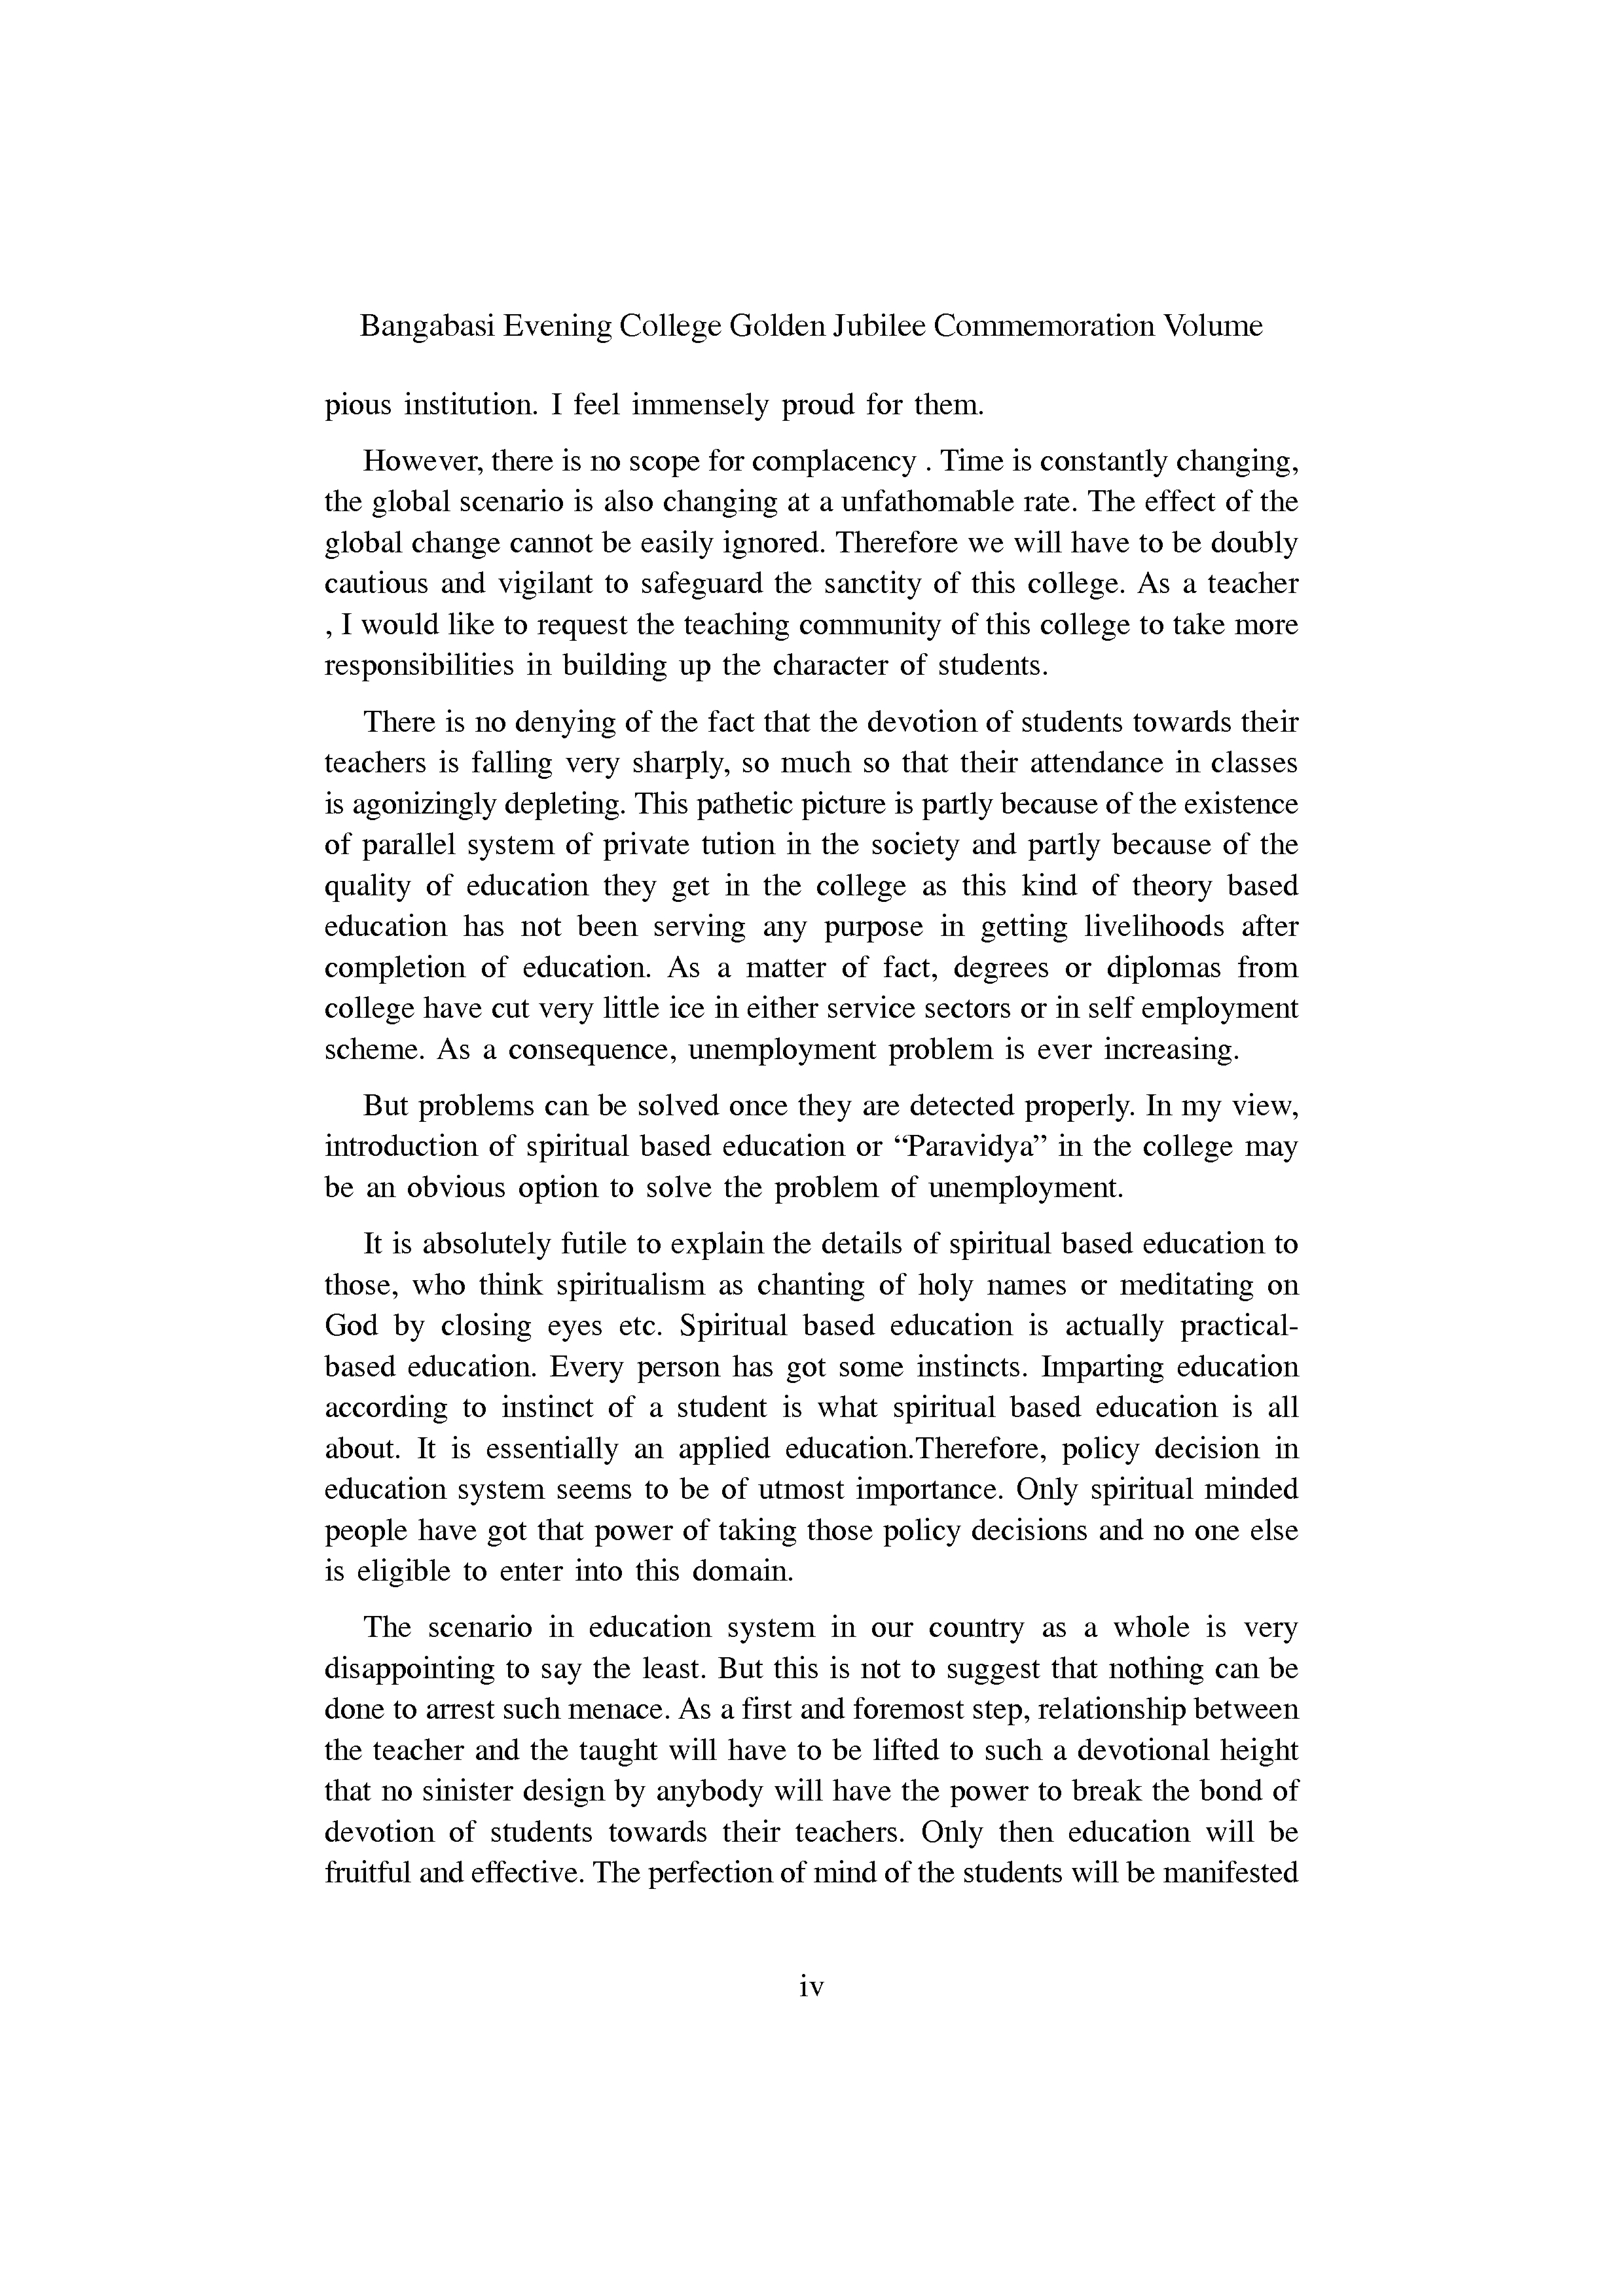 Bangabasi Evening College Golden Jubilee Commemoration Volume
pious institution. I feel immensely proud for them.
However, there is no scope for complacency . Time is constantly changing,
the global scenario is also changing at a unfathomable rate. The effect of the
global change cannot be easily ignored. Therefore we will have to be doubly
cautious and vigilant to safeguard the sanctity of this college. As a teacher
, I would like to request the teaching community of this college to take more
responsibilities in building up the character of students.
There is no denying of the fact that the devotion of students towards their
teachers is falling very sharply, so much so that their attendance in classes
is agonizingly depleting. This pathetic picture is partly because of the existence
of parallel system of private tution in the society and partly because of the
quality of education they get in the college as this kind of theory based
education has not been serving any purpose in getting livelihoods after
completion of education. As a matter of fact, degrees or diplomas from
college have cut very little ice in either service sectors or in self employment
scheme. As a consequence, unemployment problem is ever increasing.
But problems can be solved once they are detected properly. In my view,
introduction of spiritual based education or “Paravidya” in the college may
be an obvious option to solve the problem of unemployment.
It is absolutely futile to explain the details of spiritual based education to
those, who think spiritualism as chanting of holy names or meditating on
God by closing eyes etc. Spiritual based education is actually practical-
based education. Every person has got some instincts. Imparting education
according to instinct of a student is what spiritual based education is all
about. It is essentially an applied education.Therefore, policy decision in
education system seems to be of utmost importance. Only spiritual minded
people have got that power of taking those policy decisions and no one else
is eligible to enter into this domain.
The scenario in education system in our country as a whole is very
disappointing to say the least. But this is not to suggest that nothing can be
done to arrest such menace. As a first and foremost step, relationship between
the teacher and the taught will have to be lifted to such a devotional height
that no sinister design by anybody will have the power to break the bond of
devotion of students towards their teachers. Only then education will be
fruitful and effective. The perfection of mind of the students will be manifested
iv